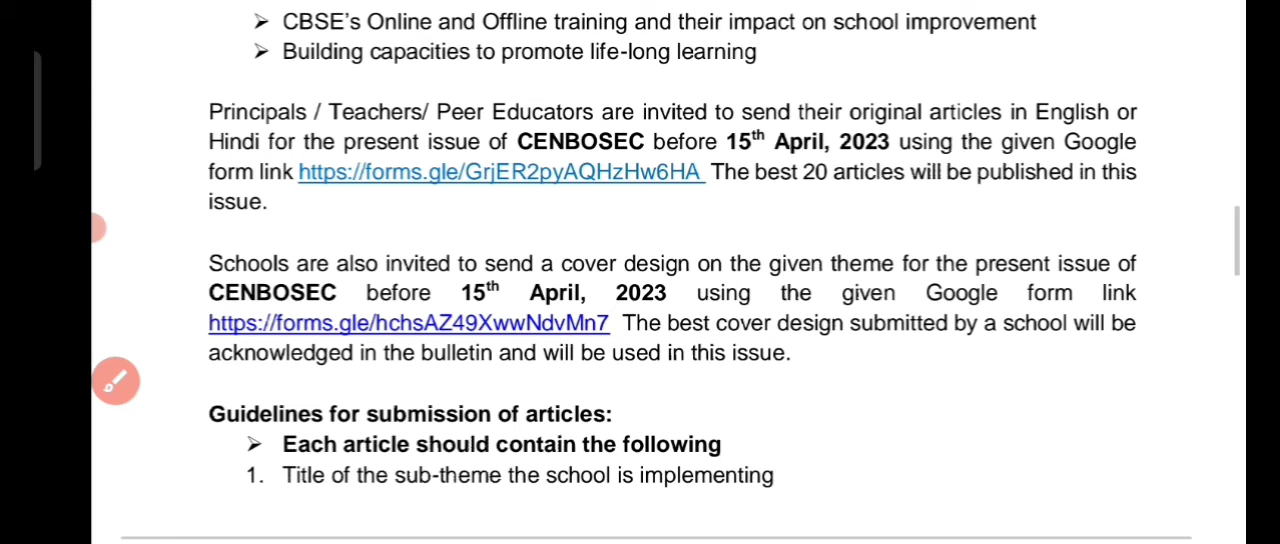 ➢ CBSE's Online and Offline training and their impact on school improvement
➢ Building capacities to promote life-long learning
Principals / Teachers/ Peer Educators are invited to send their original articles in English or
Hindi for the present issue of CENBOSEC before 15th April, 2023 using the given Google
form link https://forms.gle/GrjER2pyAQHzHw6HA The best 20 articles will be published in this
issue.
Schools are also invited to send a cover design on the given theme for the present issue of
CENBOSEC before 15th April, 2023 using the given Google form link
https://forms.gle/hchsAZ49XwwNdvMn7 The best cover design submitted by a school will be
acknowledged in the bulletin and will be used in this issue.
Guidelines for submission of articles:
➢ Each article should contain the following
1. Title of the sub-theme the school is implementing